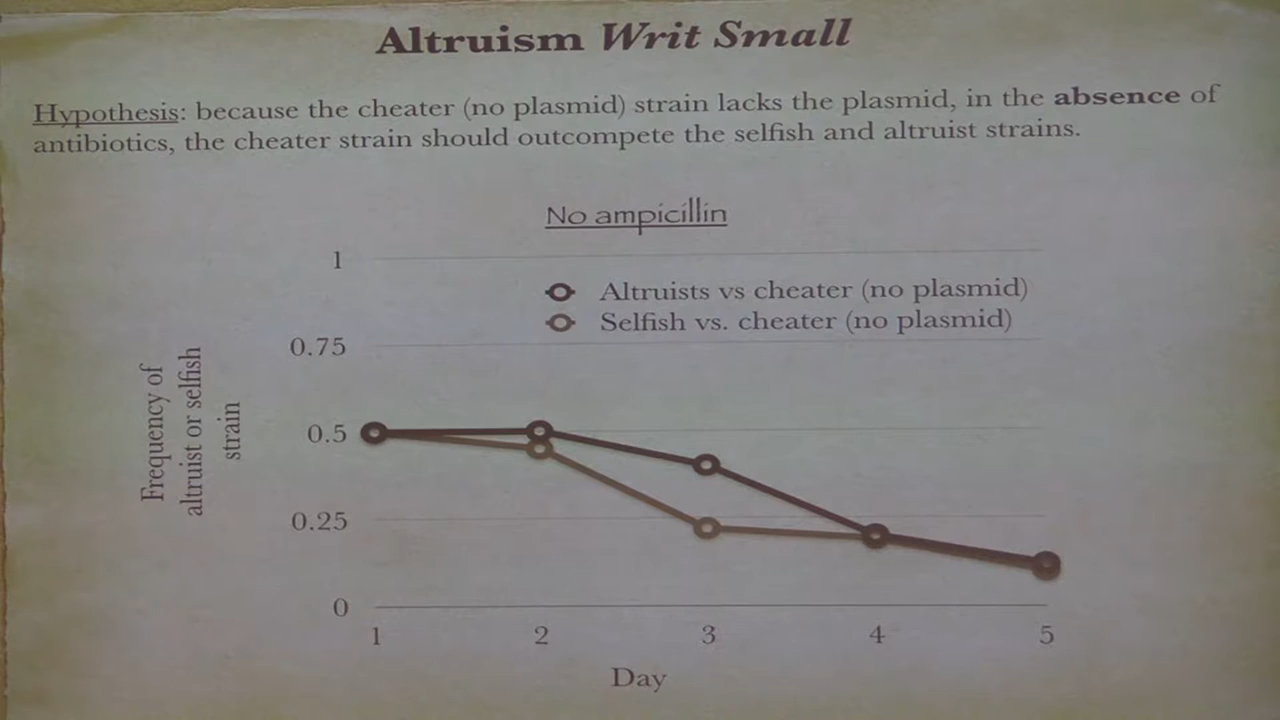 Altruism Writ Small
Hypothesis: because the cheater (no plasmid) strain lacks the plasmid, in the absence of
antibiotics, the cheater strain should outcompete the selfish and altruist strains.
No ampicillin
1
Altruists vs cheater (no plasmid)
Selfish vs. cheater (no plasmid)
0.75
0.5
0.25
0
Frequency of
altruist or selfish
strain
1 2 3 4 5
Day